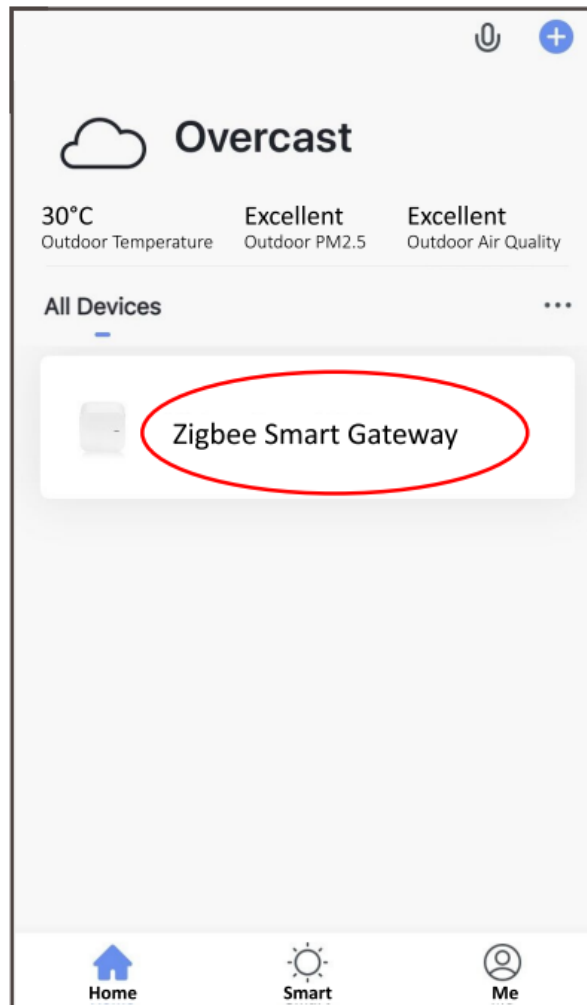 Overcast
30°C Excellent Excellent
Outdoor Temperature Outdoor PM2.5 Outdoor Air Quality
All Devices
Zigbee Smart Gateway
Home Smart Me